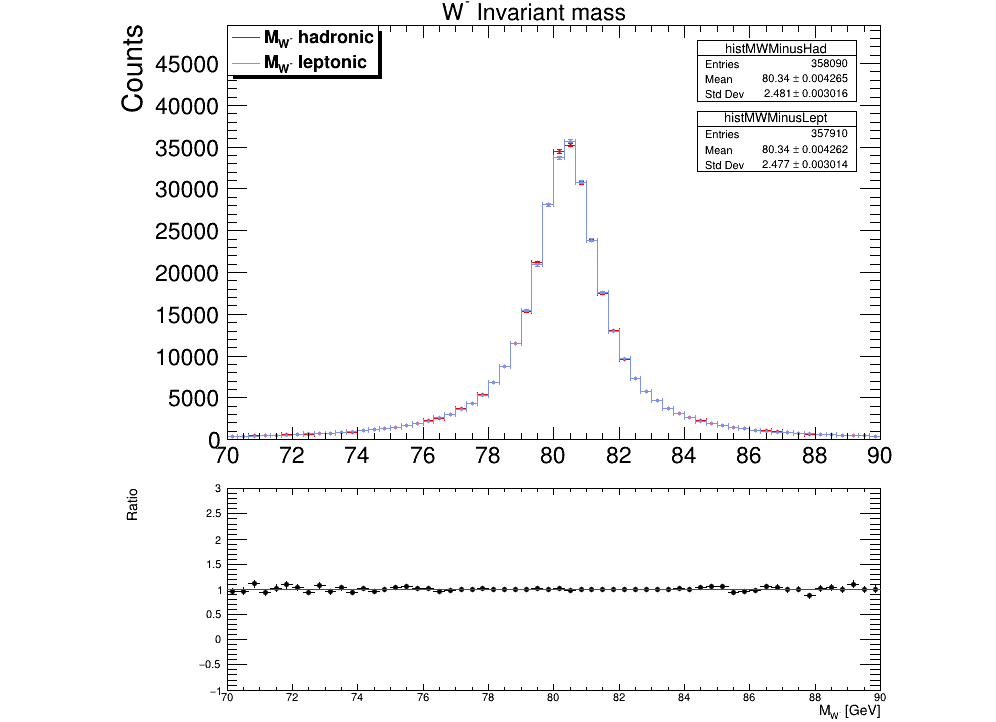 W⁻ Invariant mass
Counts
M_W⁻ hadronic
M_W⁻ leptonic
histMWMinusHad
Entries 358090
Mean 80.34 ± 0.004265
Std Dev 2.481 ± 0.003016
histMWMinusLept
Entries 357910
Mean 80.34 ± 0.004262
Std Dev 2.477 ± 0.003014
45000
40000
35000
30000
25000
20000
15000
10000
5000
0
70 72 74 76 78 80 82 84 86 88 90
Ratio
3
2.5
2
1.5
1
0.5
0
−0.5
−1
70 72 74 76 78 80 82 84 86 88 90
M_W⁻ [GeV]